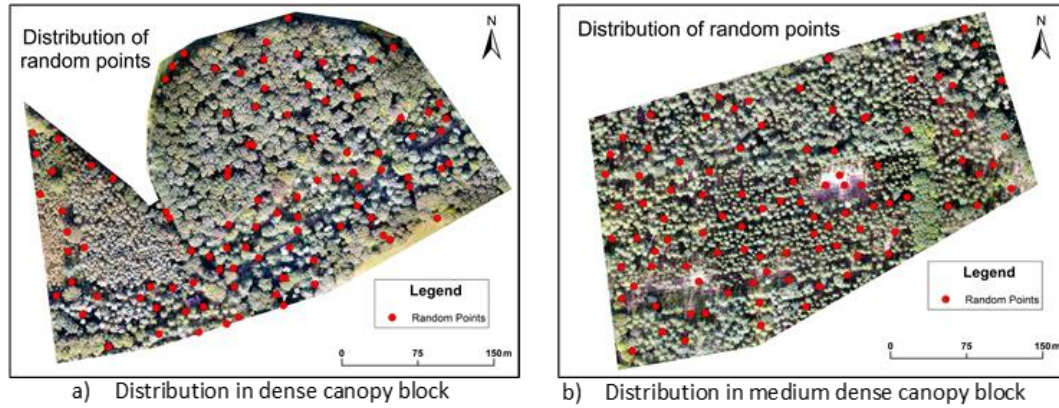 Distribution of
random points
N
Legend
Random Points
0 75 150 m
a) Distribution in dense canopy block
Distribution of random points
N
Legend
Random Points
0 75 150 m
b) Distribution in medium dense canopy block